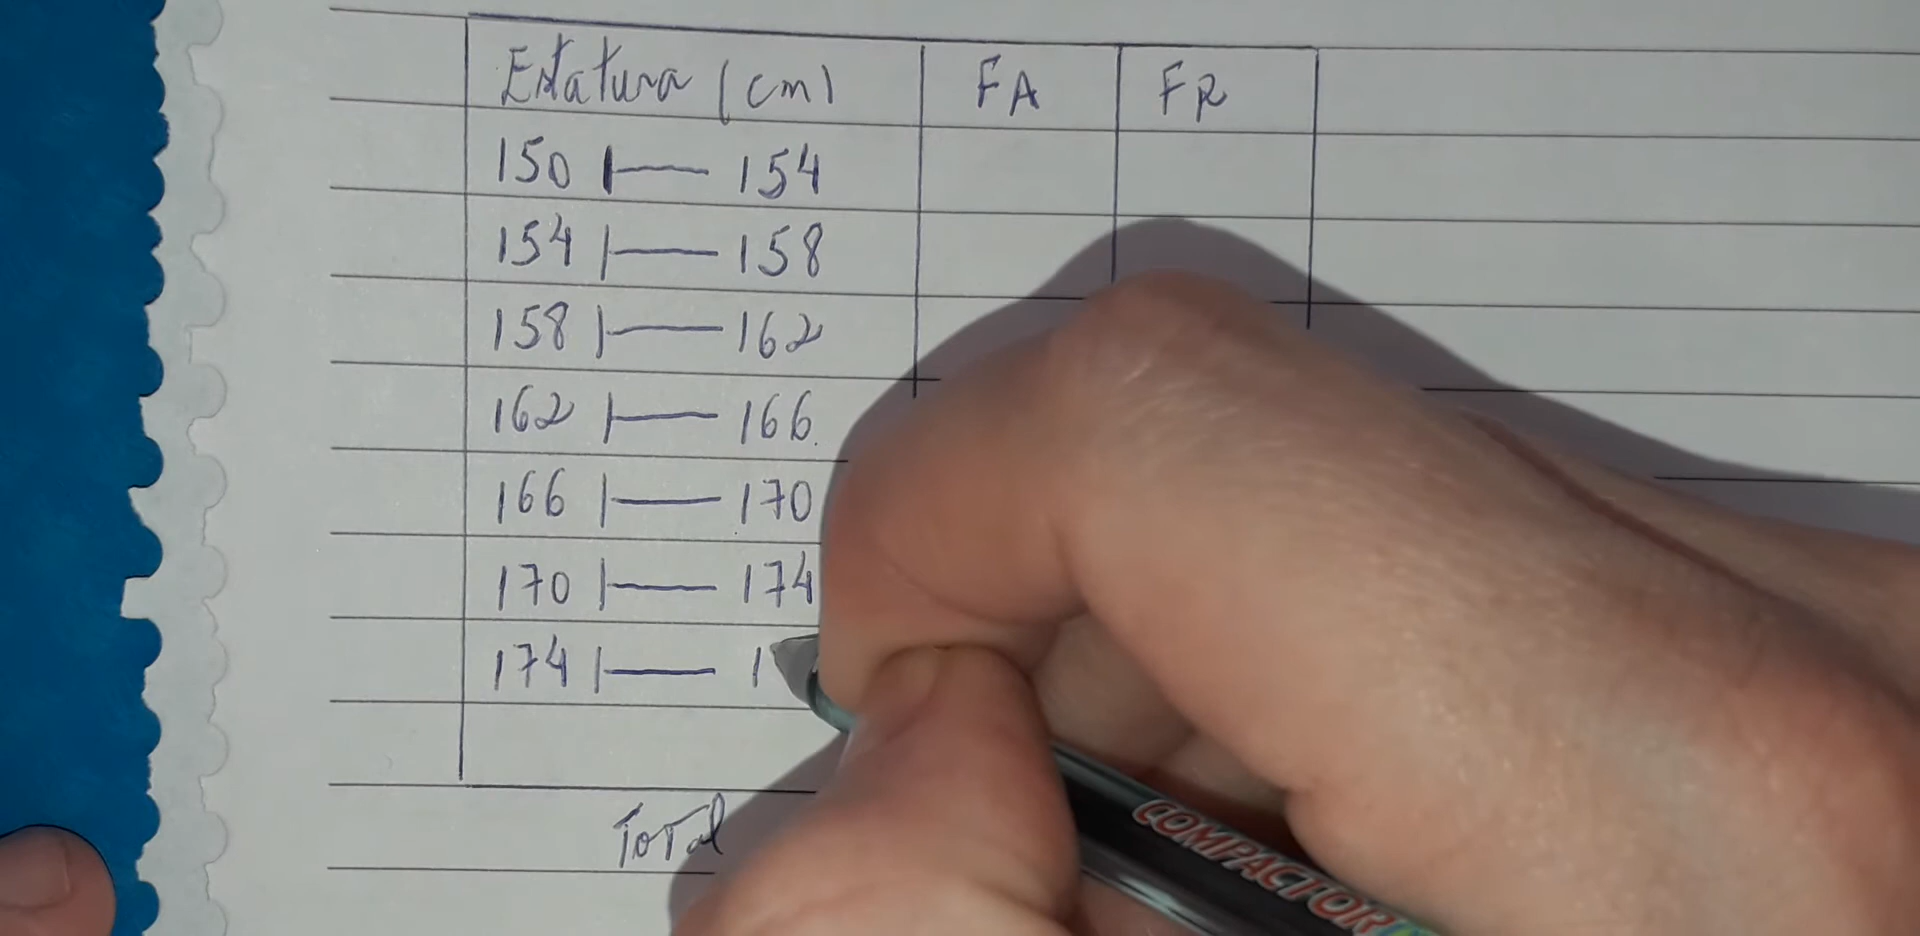 Estatura (cm) FA FR
150 |— 154
154 |— 158
158 |— 162
162 |— 166
166 |— 170
170 |— 174
174 |— 1
Total
COMPACTOR